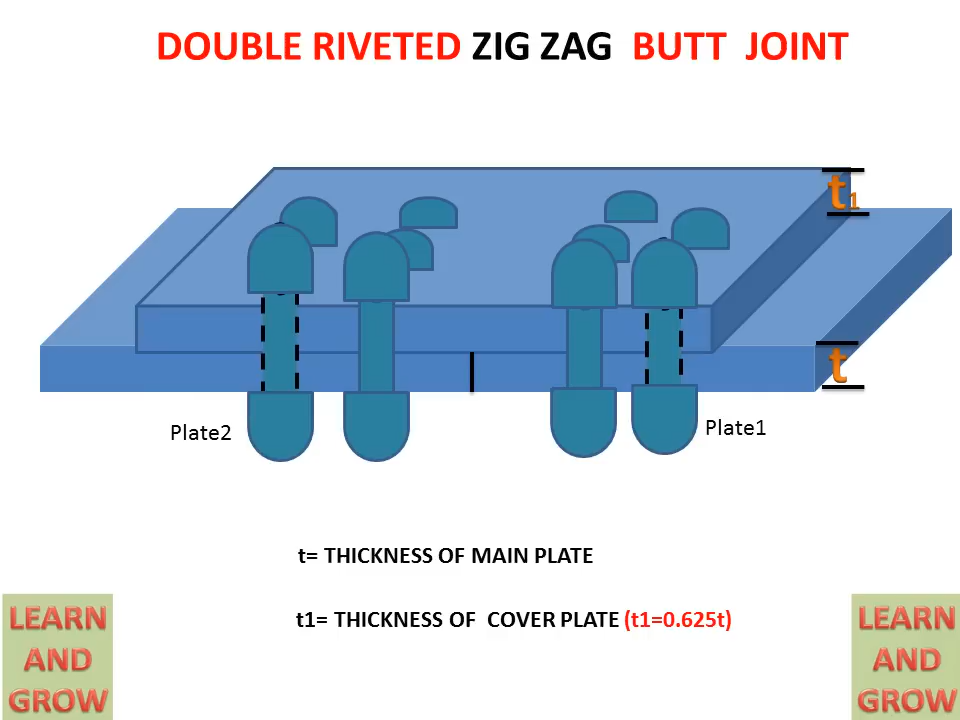 DOUBLE RIVETED ZIG ZAG BUTT JOINT
t1
t
Plate2
Plate1
t= THICKNESS OF MAIN PLATE
t1= THICKNESS OF COVER PLATE (t1=0.625t)
LEARN
AND
GROW
LEARN
AND
GROW